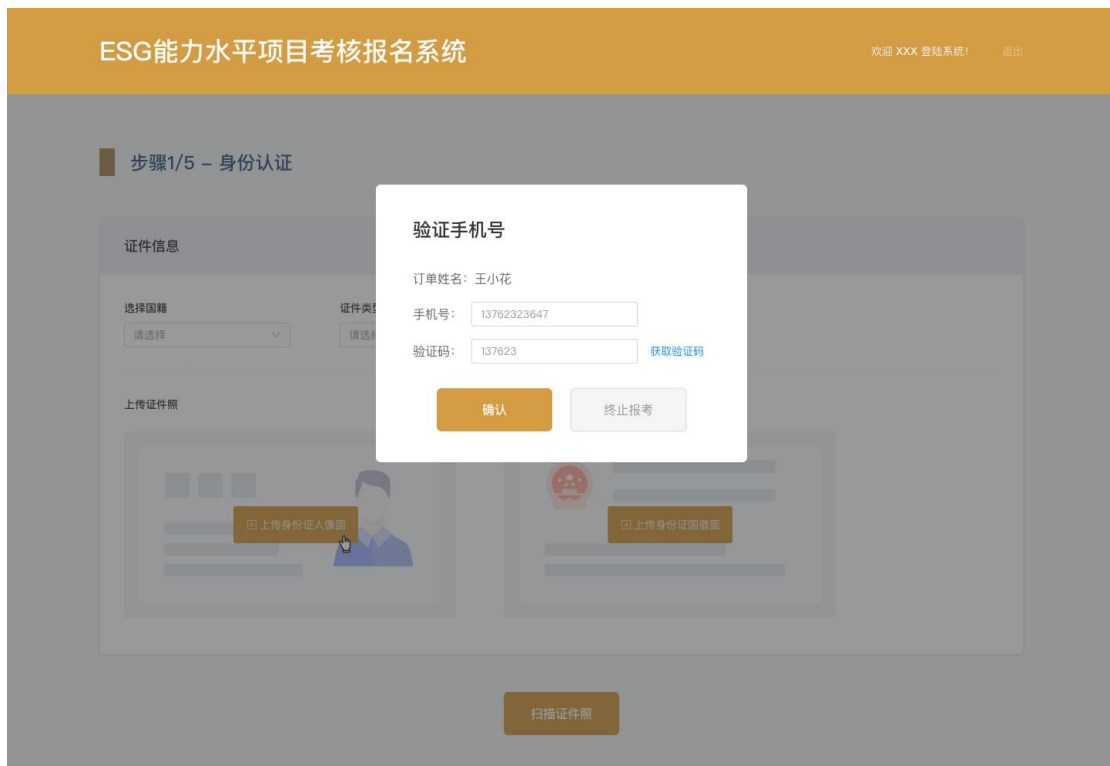 ESG能力水平项目考核报名系统
欢迎 XXX 登陆系统！ 退出
步骤1/5 – 身份认证
验证手机号
证件信息
订单姓名：王小花
选择国籍 证件类型
手机号： 13762323647
请选择 请选择
验证码： 137623 获取验证码
上传证件照
确认 终止报考
上传身份证人像面 上传身份证国徽面
扫描证件照